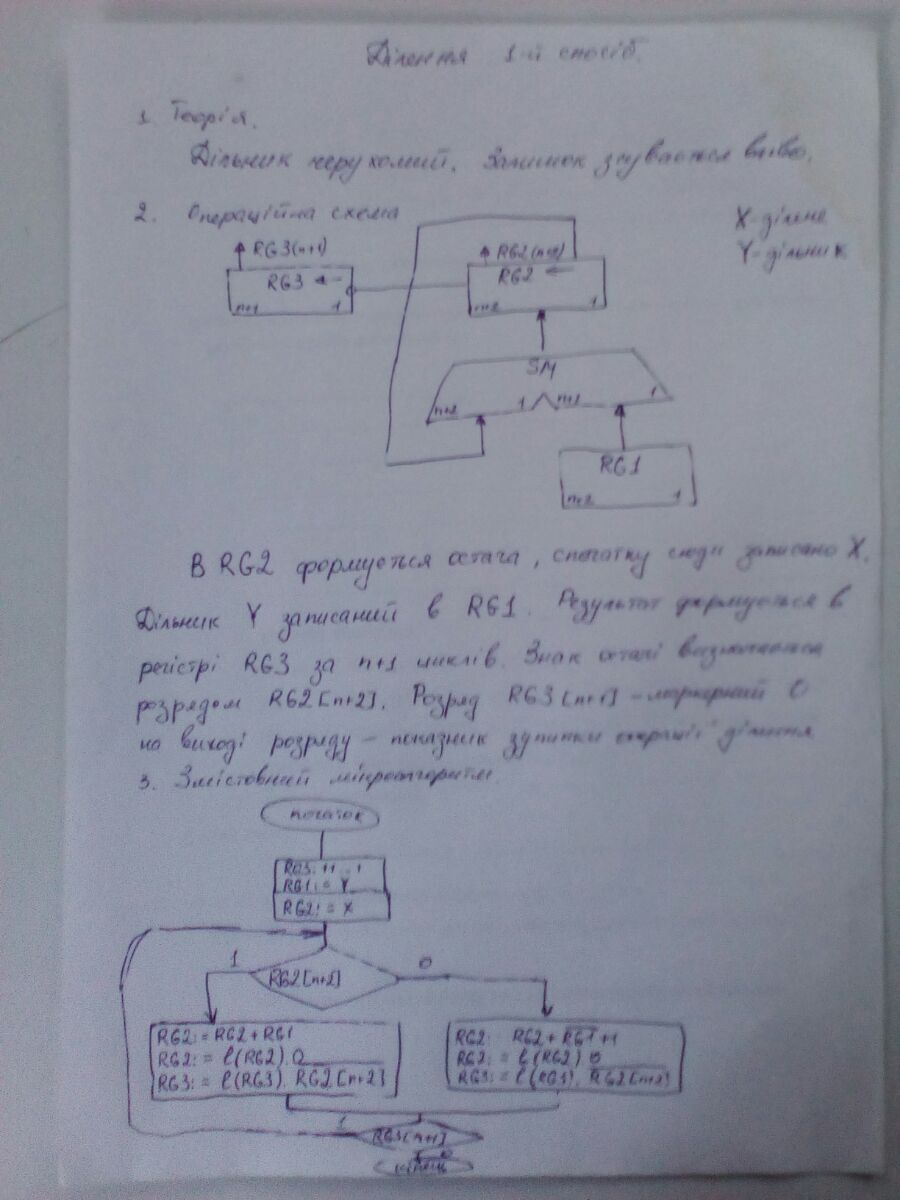 Ділення 1-й спосіб.
1. Теорія.
Дільник нерухомий. Залишок зсувається вліво.
2. Операційна схема
X-ділене
Y-дільник
RG3(n+1)
RG2(n+2)
RG3 ←
n+1 1
RG2 ←
n+2 1
SM
n+2 1 n+2 1
RG1
n+2 1
В RG2 формується остача, спочатку сюди записано X.
Дільник Y записаний в RG1. Результат формується в
регістрі RG3 за n+1 циклів. Знак остачі визначається
розрядом RG2[n+2]. Розряд RG3[n+1] - маркерний 0
на виході розряду - показник зупинки операції ділення
3. Змістовний мікроалгоритм.
початок
RG3: 11..1
RG1: = Y
RG2: = X
1 RG2[n+2] 0
RG2: = RG2 + RG1
RG2: = l(RG2).0
RG3: = l(RG3). RG2[n+2]
RG2: RG2 + RG1 + 1
RG2: = l(RG2) 0
RG3: = l(RG3). RG2[n+2]
1 RG3[n+1]
0
кінець